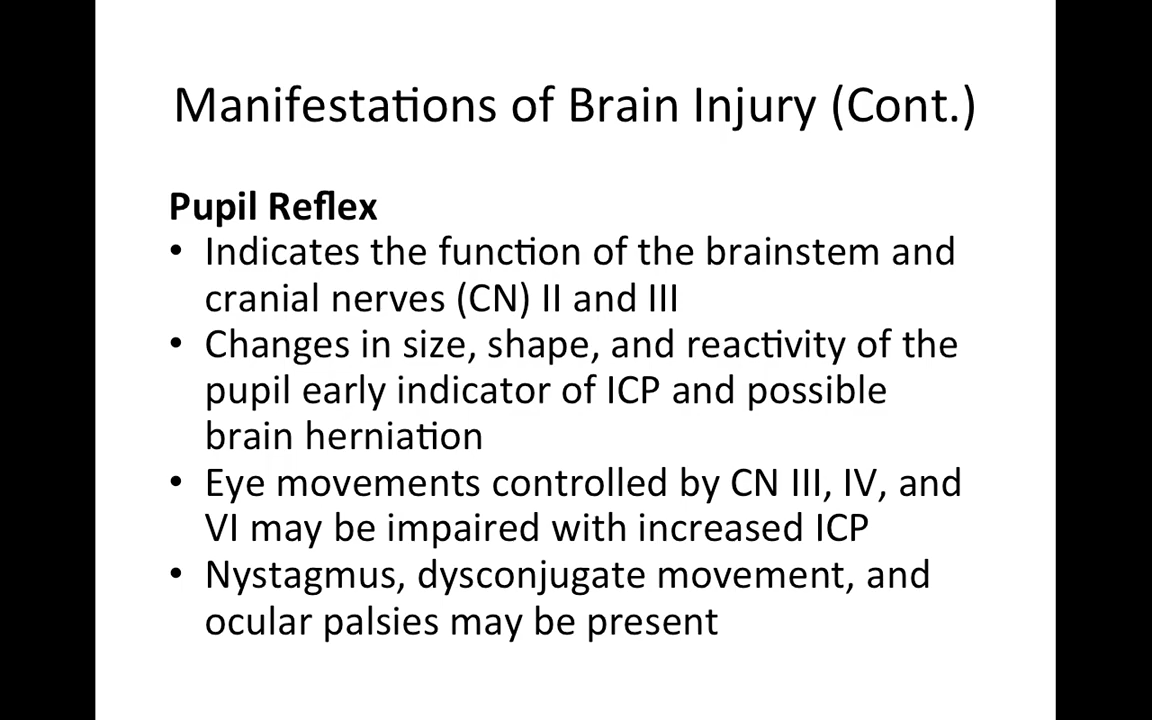 Manifestations of Brain Injury (Cont.)
Pupil Reflex
• Indicates the function of the brainstem and
cranial nerves (CN) II and III
• Changes in size, shape, and reactivity of the
pupil early indicator of ICP and possible
brain herniation
• Eye movements controlled by CN III, IV, and
VI may be impaired with increased ICP
• Nystagmus, dysconjugate movement, and
ocular palsies may be present